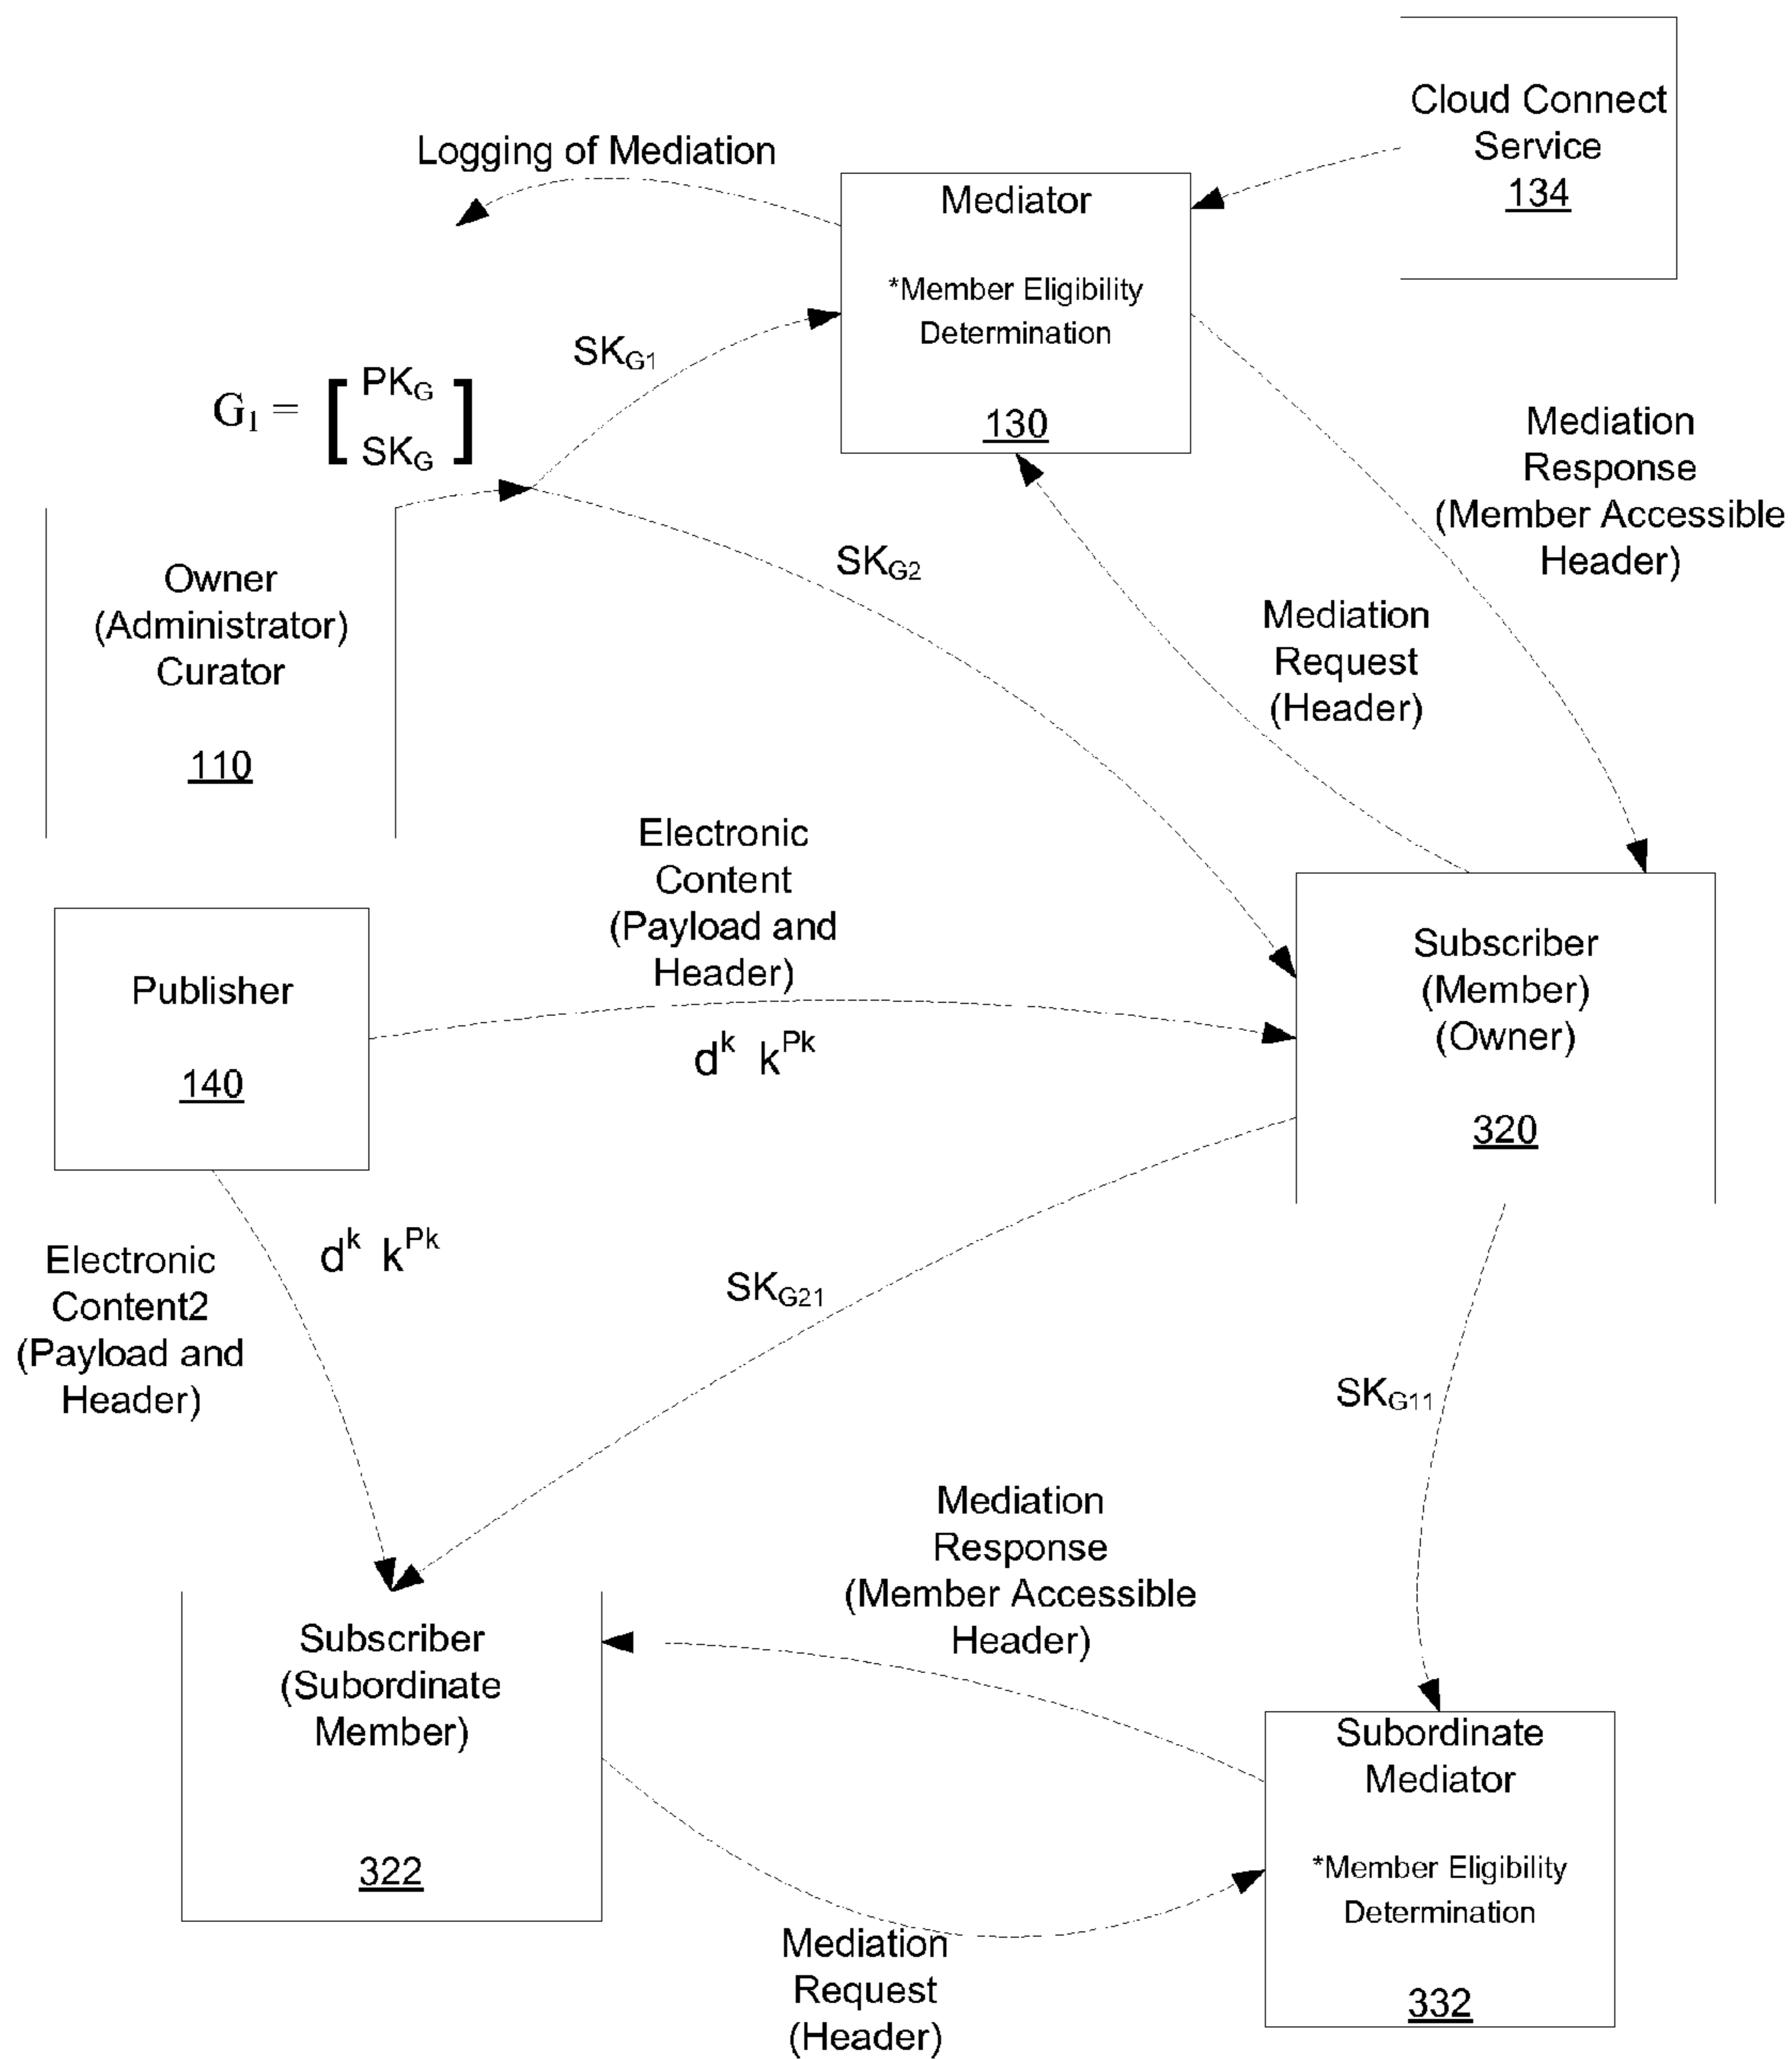 Cloud Connect
Service
134
Logging of Mediation
Mediator
*Member Eligibility
Determination
130
SKG1
G1 = [ PKG
SKG ]
Mediation
Response
(Member Accessible
Header)
SKG2
Owner
(Administrator)
Curator
110
Mediation
Request
(Header)
Electronic
Content
(Payload and
Header)
dk kPk
Publisher
140
Subscriber
(Member)
(Owner)
320
dk kPk
Electronic
Content2
(Payload and
Header)
SKG21
SKG11
Mediation
Response
(Member Accessible
Header)
Subscriber
(Subordinate
Member)
322
Subordinate
Mediator
*Member Eligibility
Determination
332
Mediation
Request
(Header)